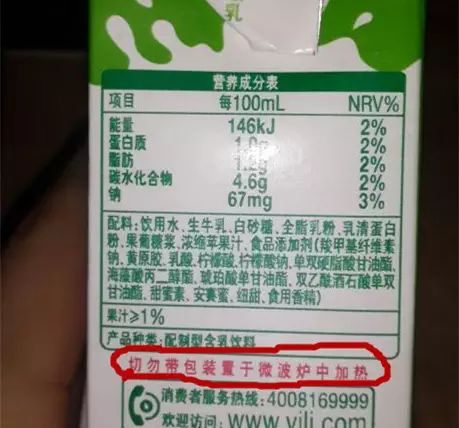 乳
营养成分表
项目 每100mL NRV%
能量 146kJ 2%
蛋白质 1.0g 2%
脂肪 2%
碳水化合物 4.6g 2%
钠 67mg 3%
配料:饮用水、生牛乳、白砂糖、全脂乳粉、乳清蛋白
粉、果葡糖浆、浓缩苹果汁、食品添加剂(羧甲基纤维素
钠、黄原胶、乳酸、柠檬酸、柠檬酸钠、单双硬脂酸甘油酯、
海藻酸丙二醇酯、琥珀酸单甘油酯、双乙酰酒石酸单双
甘油酯、甜蜜素、安赛蜜、纽甜、食用香精)
果汁≥1%
产品种类:配制型含乳饮料
切勿带包装置于微波炉中加热
消费者服务热线:4008169999
欢迎访问:www.yili.com